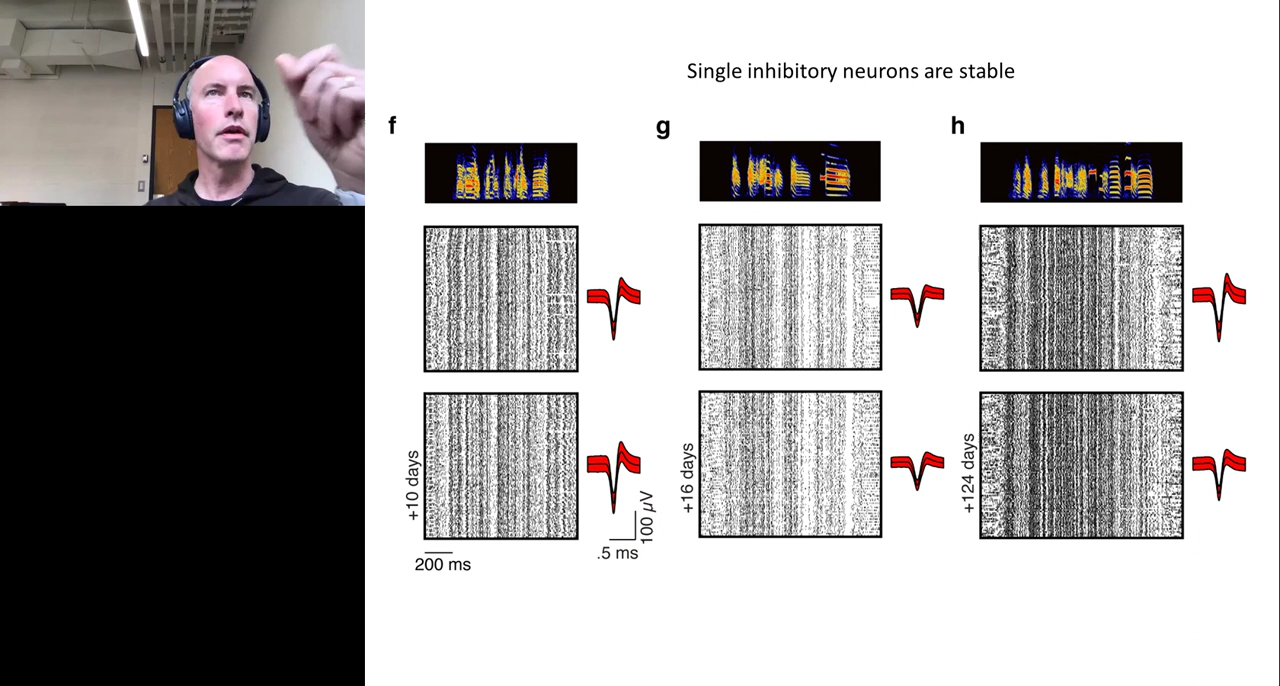 Single inhibitory neurons are stable
f
g
h
+10 days
+16 days
+124 days
100 µV
.5 ms
200 ms